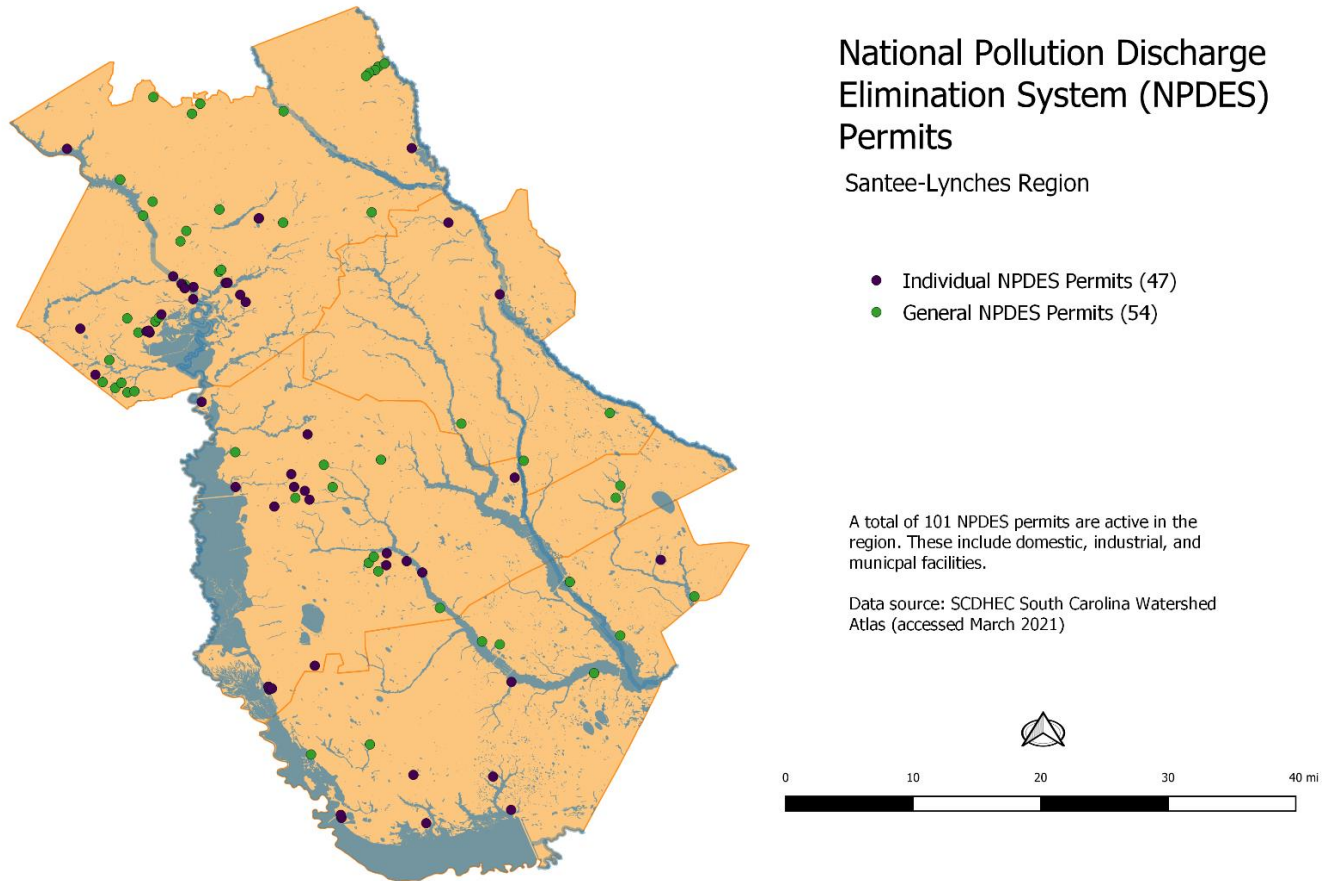 National Pollution Discharge
Elimination System (NPDES)
Permits
Santee-Lynches Region
Individual NPDES Permits (47)
General NPDES Permits (54)
A total of 101 NPDES permits are active in the
region. These include domestic, industrial, and
municpal facilities.
Data source: SCDHEC South Carolina Watershed
Atlas (accessed March 2021)
0 10 20 30 40 mi